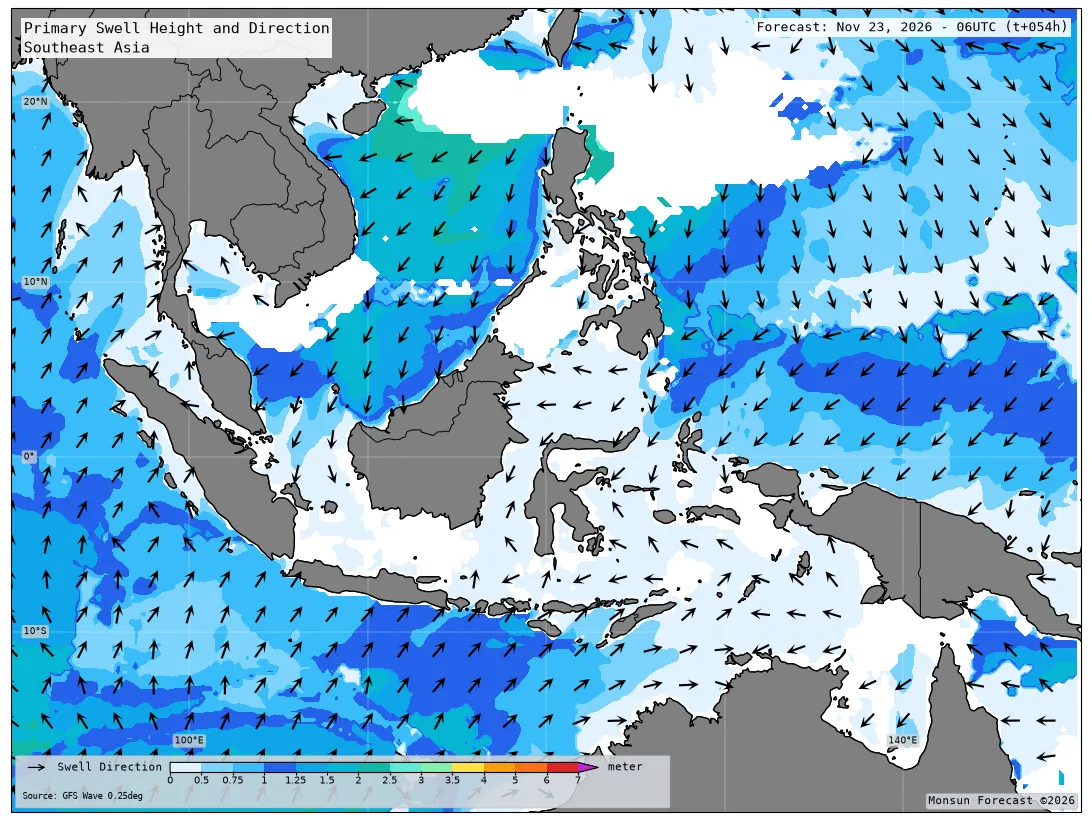 Primary Swell Height and Direction
Southeast Asia
Forecast: Nov 23, 2026 - 06UTC (t+054h)
20°N
10°N
0°
10°S
100°E
140°E
Swell Direction
0 0.5 0.75 1 1.25 1.5 2 2.5 3 3.5 4 5 6 7
meter
Source: GFS Wave 0.25deg
Monsun Forecast ©2026